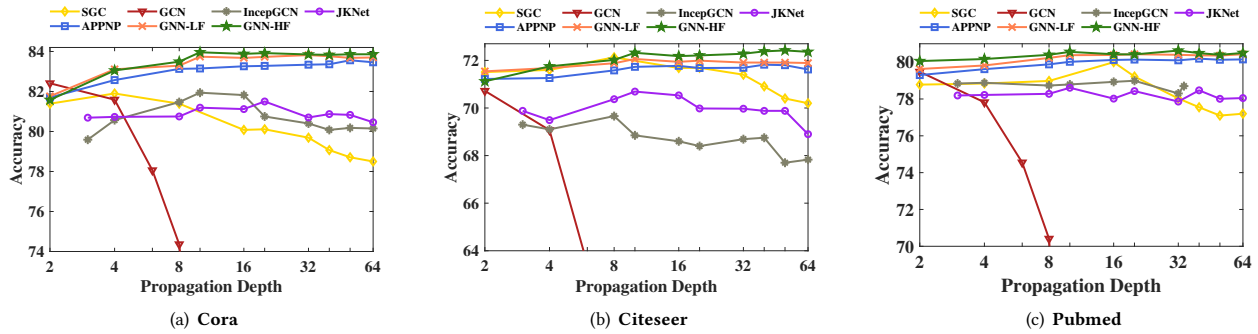 SGC GCN IncepGCN JKNet
APPNP GNN-LF GNN-HF
84
82
80
78
76
74
Accuracy
2 4 8 16 32 64
Propagation Depth
(a) Cora
SGC GCN IncepGCN JKNet
APPNP GNN-LF GNN-HF
72
70
68
66
64
Accuracy
2 4 8 16 32 64
Propagation Depth
(b) Citeseer
SGC GCN IncepGCN JKNet
APPNP GNN-LF GNN-HF
80
78
76
74
72
70
Accuracy
2 4 8 16 32 64
Propagation Depth
(c) Pubmed